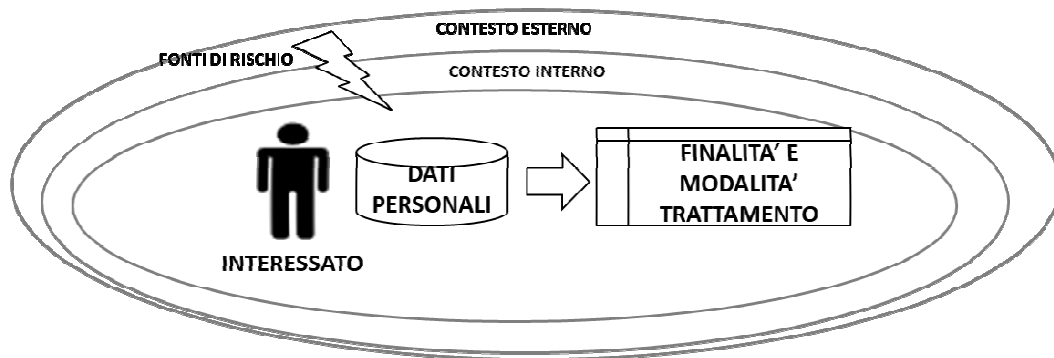 CONTESTO ESTERNO
FONTI DI RISCHIO
CONTESTO INTERNO
DATI
PERSONALI
FINALITA’ E
MODALITA’
TRATTAMENTO
INTERESSATO